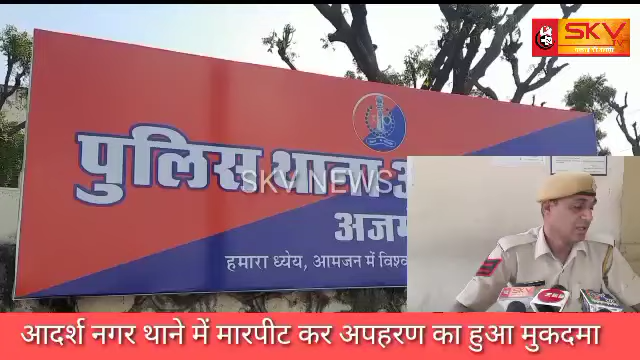 SKV
पुलिस थाना
SKV NEWS
हमारा ध्येय, आमजन में
आदर्श नगर थाने में मारपीट कर अपहरण का हुआ मुकदमा